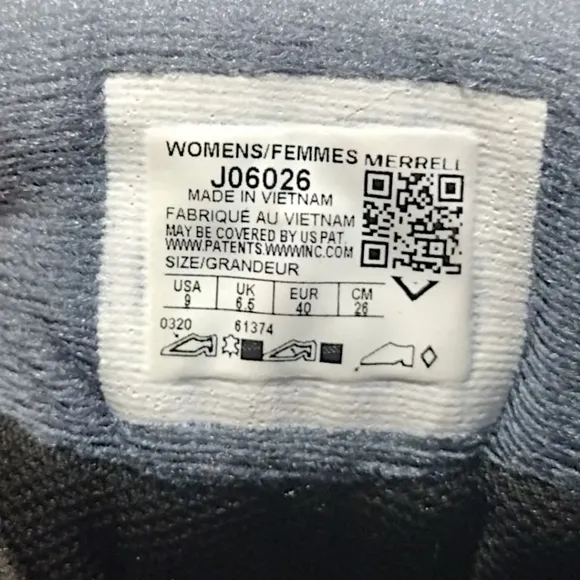 WOMENS/FEMMES MERRELL
J06026
MADE IN VIETNAM
FABRIQUÉ AU VIETNAM
MAY BE COVERED BY US PAT.
WWW.PATENTS.WWWINC.COM
SIZE/GRANDEUR
USA UK EUR CM
9 6.5 40 26
0320 61374